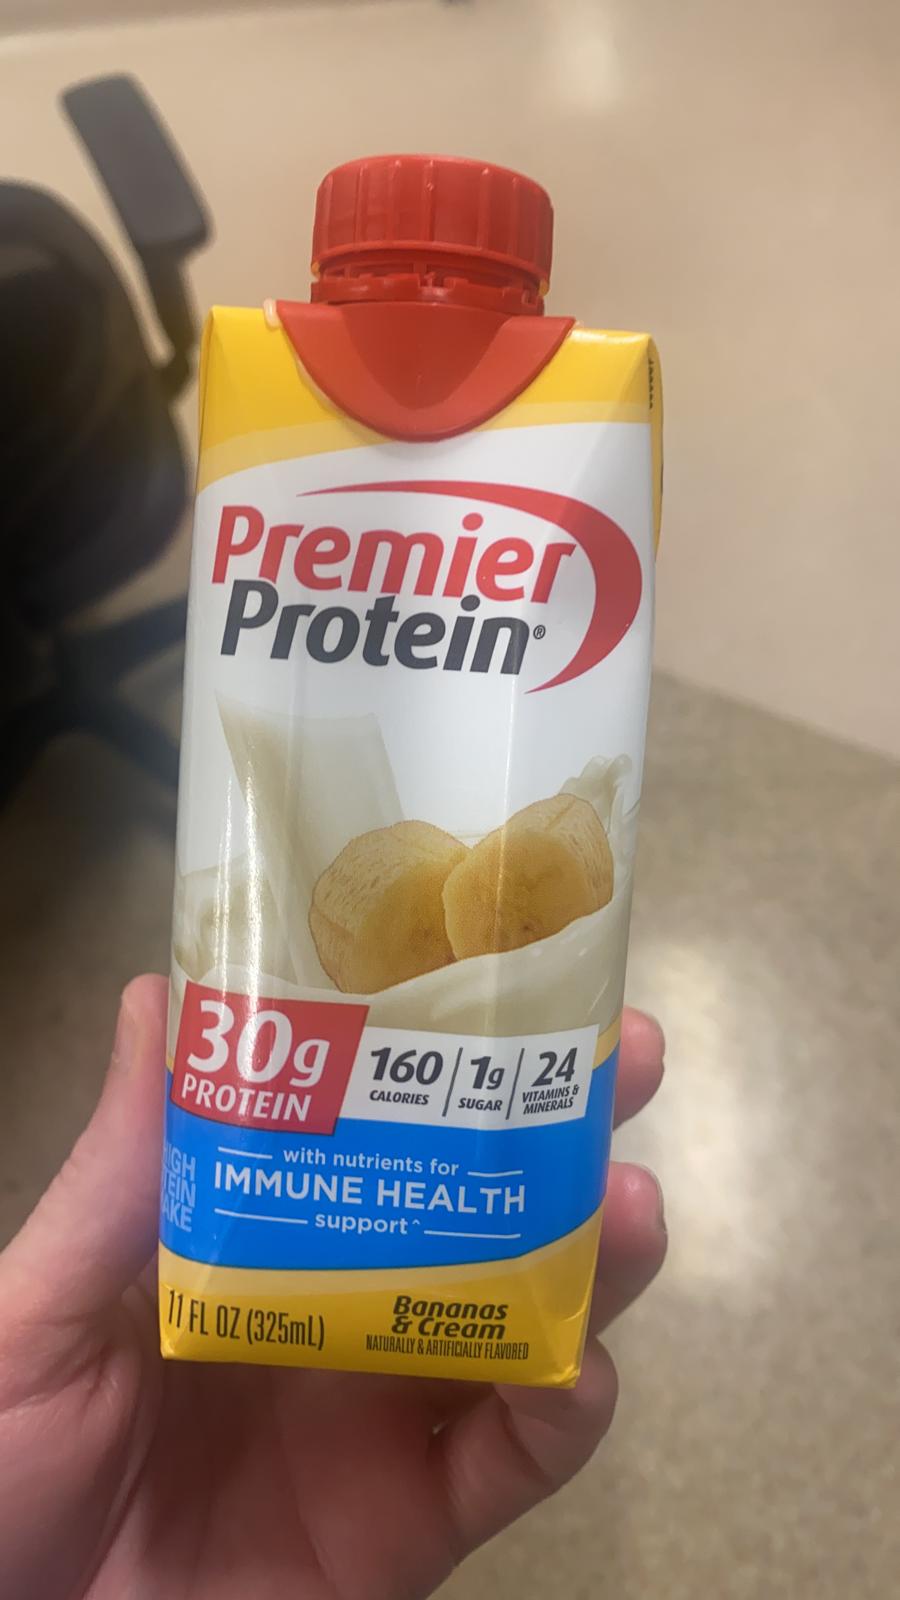 Premier
Protein®
30g
PROTEIN
160
CALORIES
1g
SUGAR
24
VITAMINS &
MINERALS
with nutrients for
IMMUNE HEALTH
support^
11 FL OZ (325mL)
Bananas
& Cream
NATURALLY & ARTIFICIALLY FLAVORED